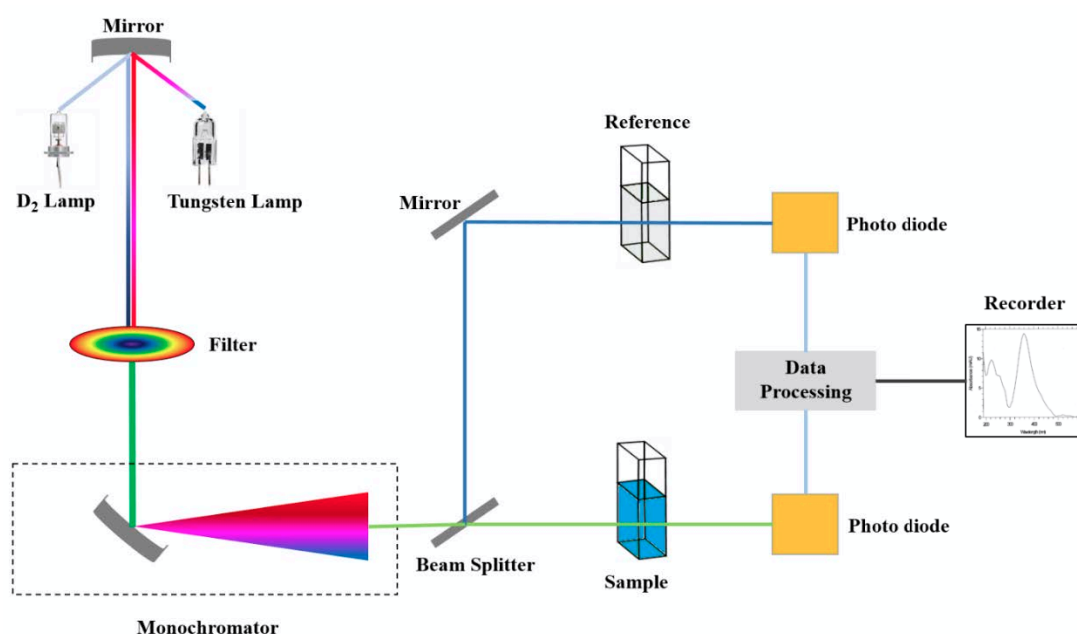 Mirror
D₂ Lamp
Tungsten Lamp
Reference
Mirror
Photo diode
Filter
Recorder
Data
Processing
Beam Splitter
Sample
Photo diode
Monochromator